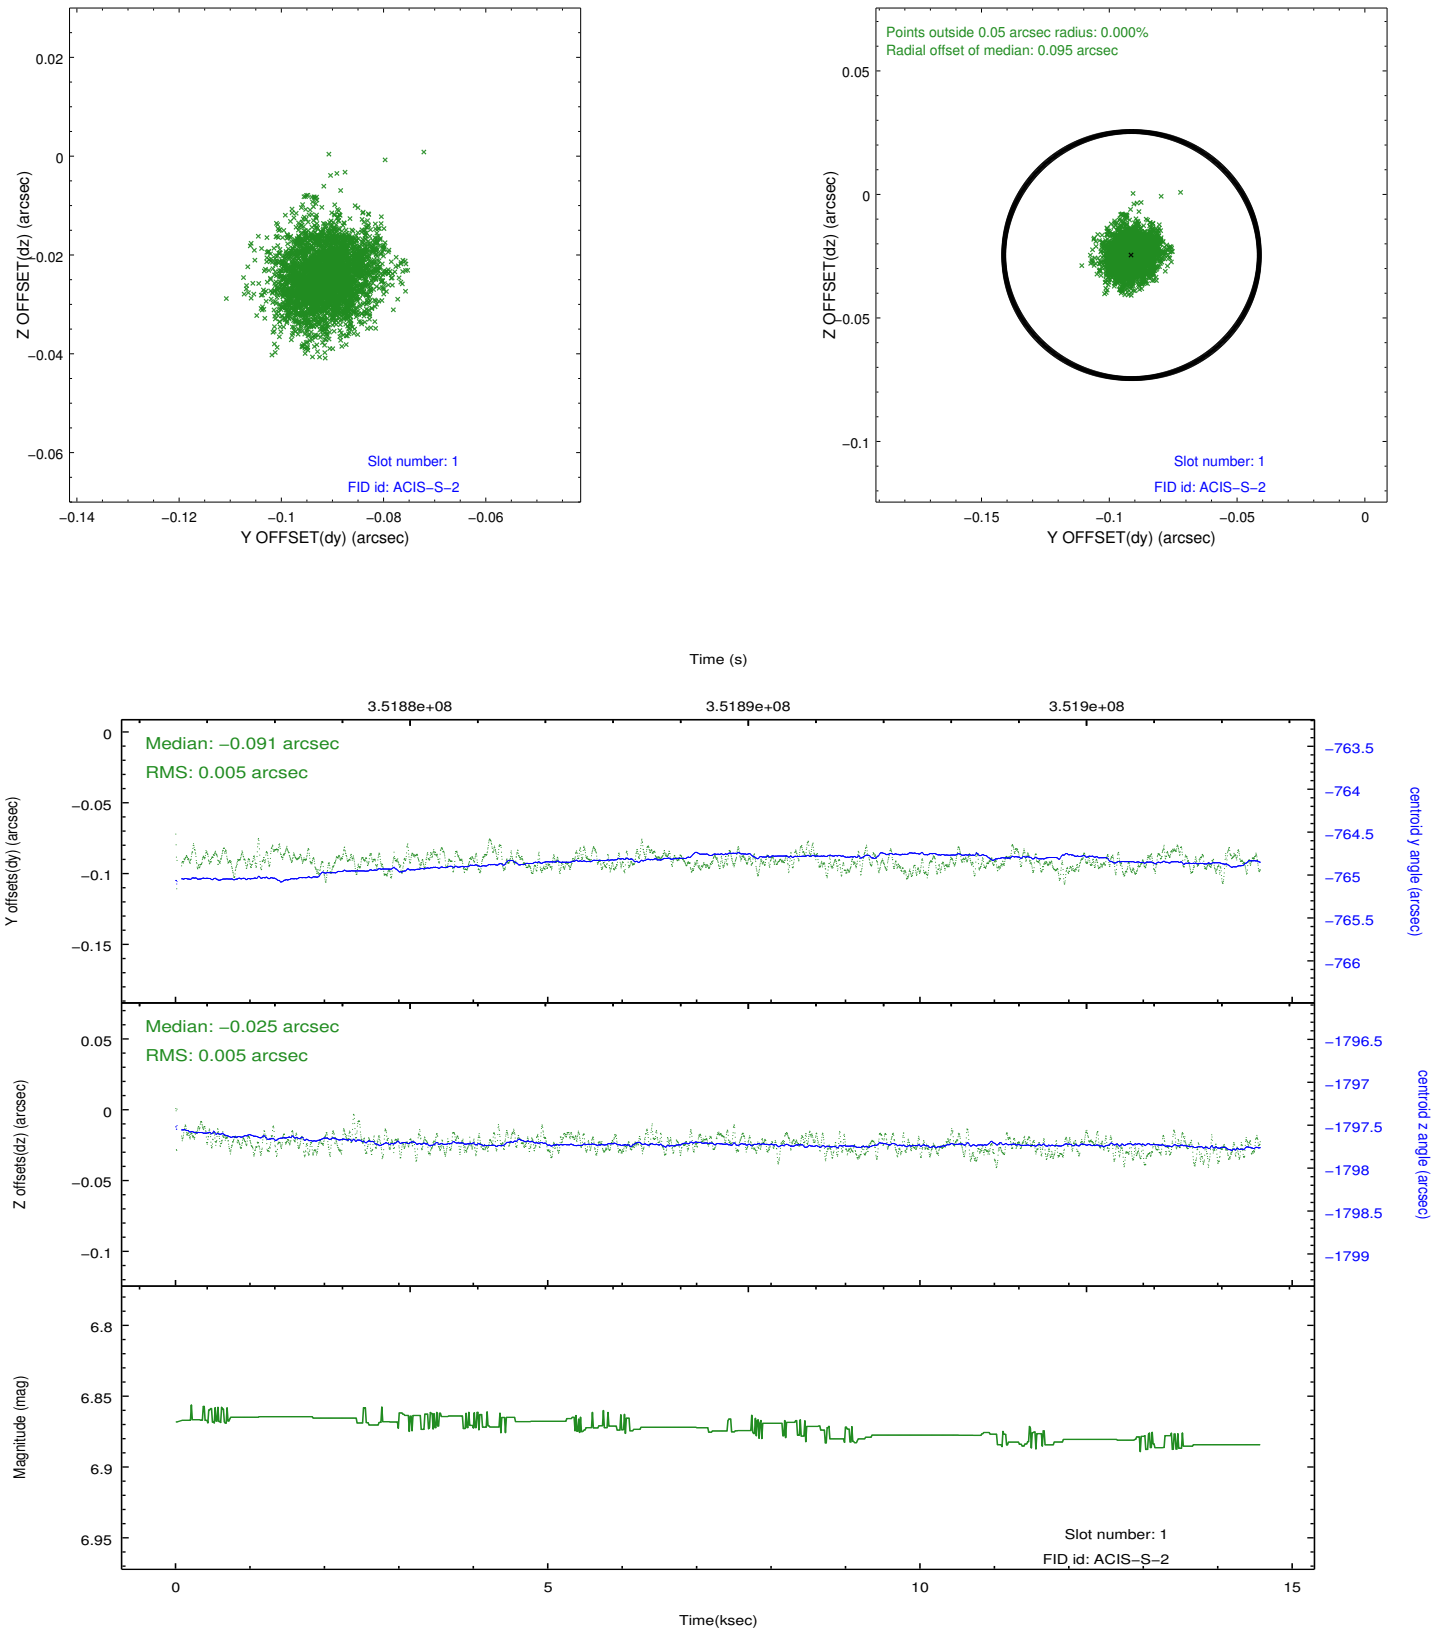 0.02
0
−0.02
−0.04
−0.06
Z OFFSET(dz) (arcsec)
Slot number: 1
FID id: ACIS−S−2
−0.14
−0.12
−0.1
−0.08
−0.06
Y OFFSET(dy) (arcsec)
Points outside 0.05 arcsec radius: 0.000%
Radial offset of median: 0.095 arcsec
0.05
0
−0.05
−0.1
Z OFFSET(dz) (arcsec)
Slot number: 1
FID id: ACIS−S−2
−0.15
−0.1
−0.05
0
Y OFFSET(dy) (arcsec)
Time (s)
3.5188e+08
3.5189e+08
3.519e+08
Median: −0.091 arcsec
RMS: 0.005 arcsec
0
−0.05
−0.1
−0.15
Y offsets(dy) (arcsec)
−763.5
−764
−764.5
−765
−765.5
−766
centroid y angle (arcsec)
Median: −0.025 arcsec
RMS: 0.005 arcsec
0.05
0
−0.05
−0.1
Z offsets(dz) (arcsec)
−1796.5
−1797
−1797.5
−1798
−1798.5
−1799
centroid z angle (arcsec)
6.8
6.85
6.9
6.95
Magnitude (mag)
Slot number: 1
FID id: ACIS−S−2
0
5
10
15
Time(ksec)